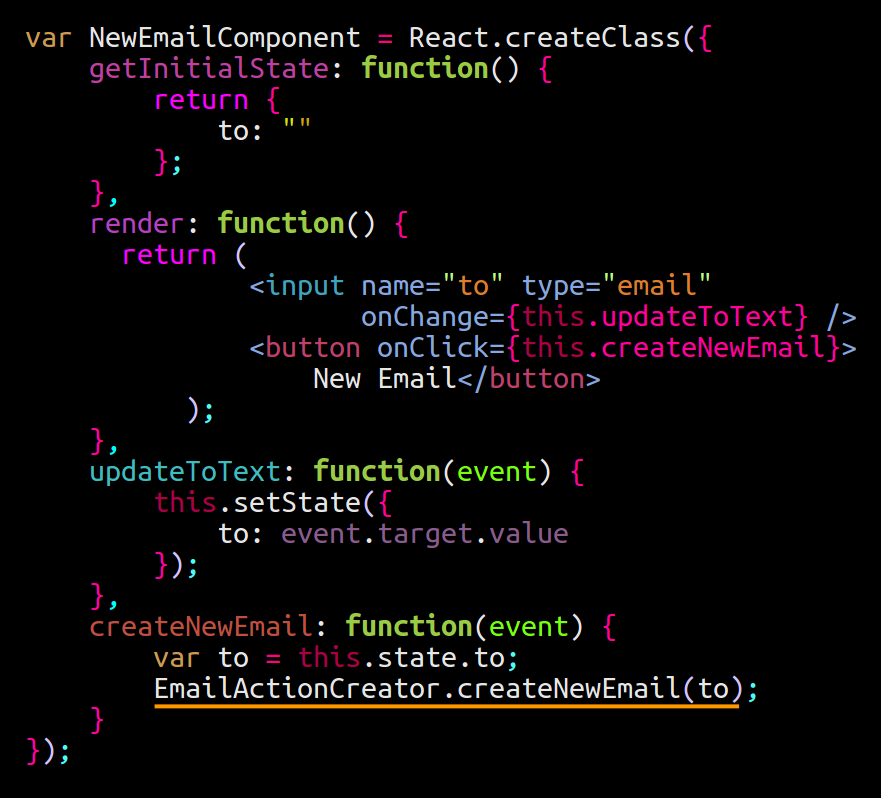 var NewEmailComponent = React.createClass({
    getInitialState: function() {
        return {
            to: ""
        };
    },
    render: function() {
      return (
              <input name="to" type="email"
                     onChange={this.updateToText} />
              <button onClick={this.createNewEmail}>
                  New Email</button>
          );
    },
    updateToText: function(event) {
        this.setState({
            to: event.target.value
        });
    },
    createNewEmail: function(event) {
        var to = this.state.to;
        EmailActionCreator.createNewEmail(to);
    }
});